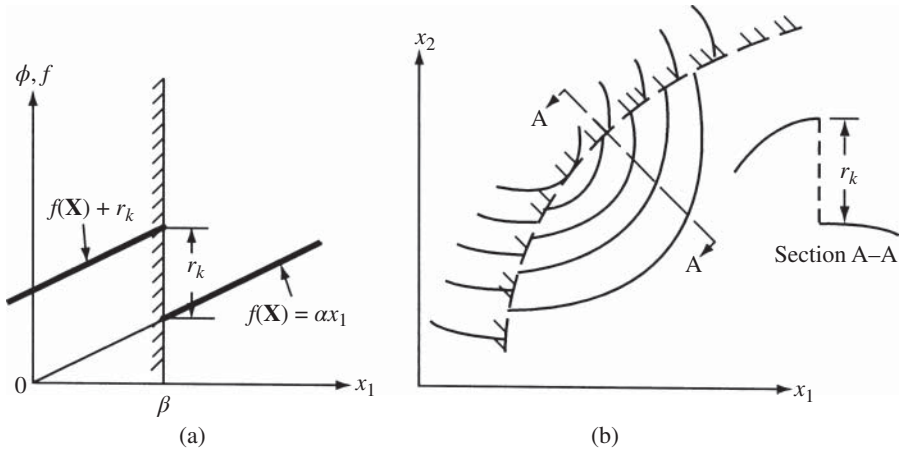 ϕ, f
f(X) + r_k
r_k
f(X) = αx_1
0
β
x_1
(a)
x_2
A
A
x_1
(b)
r_k
Section A–A